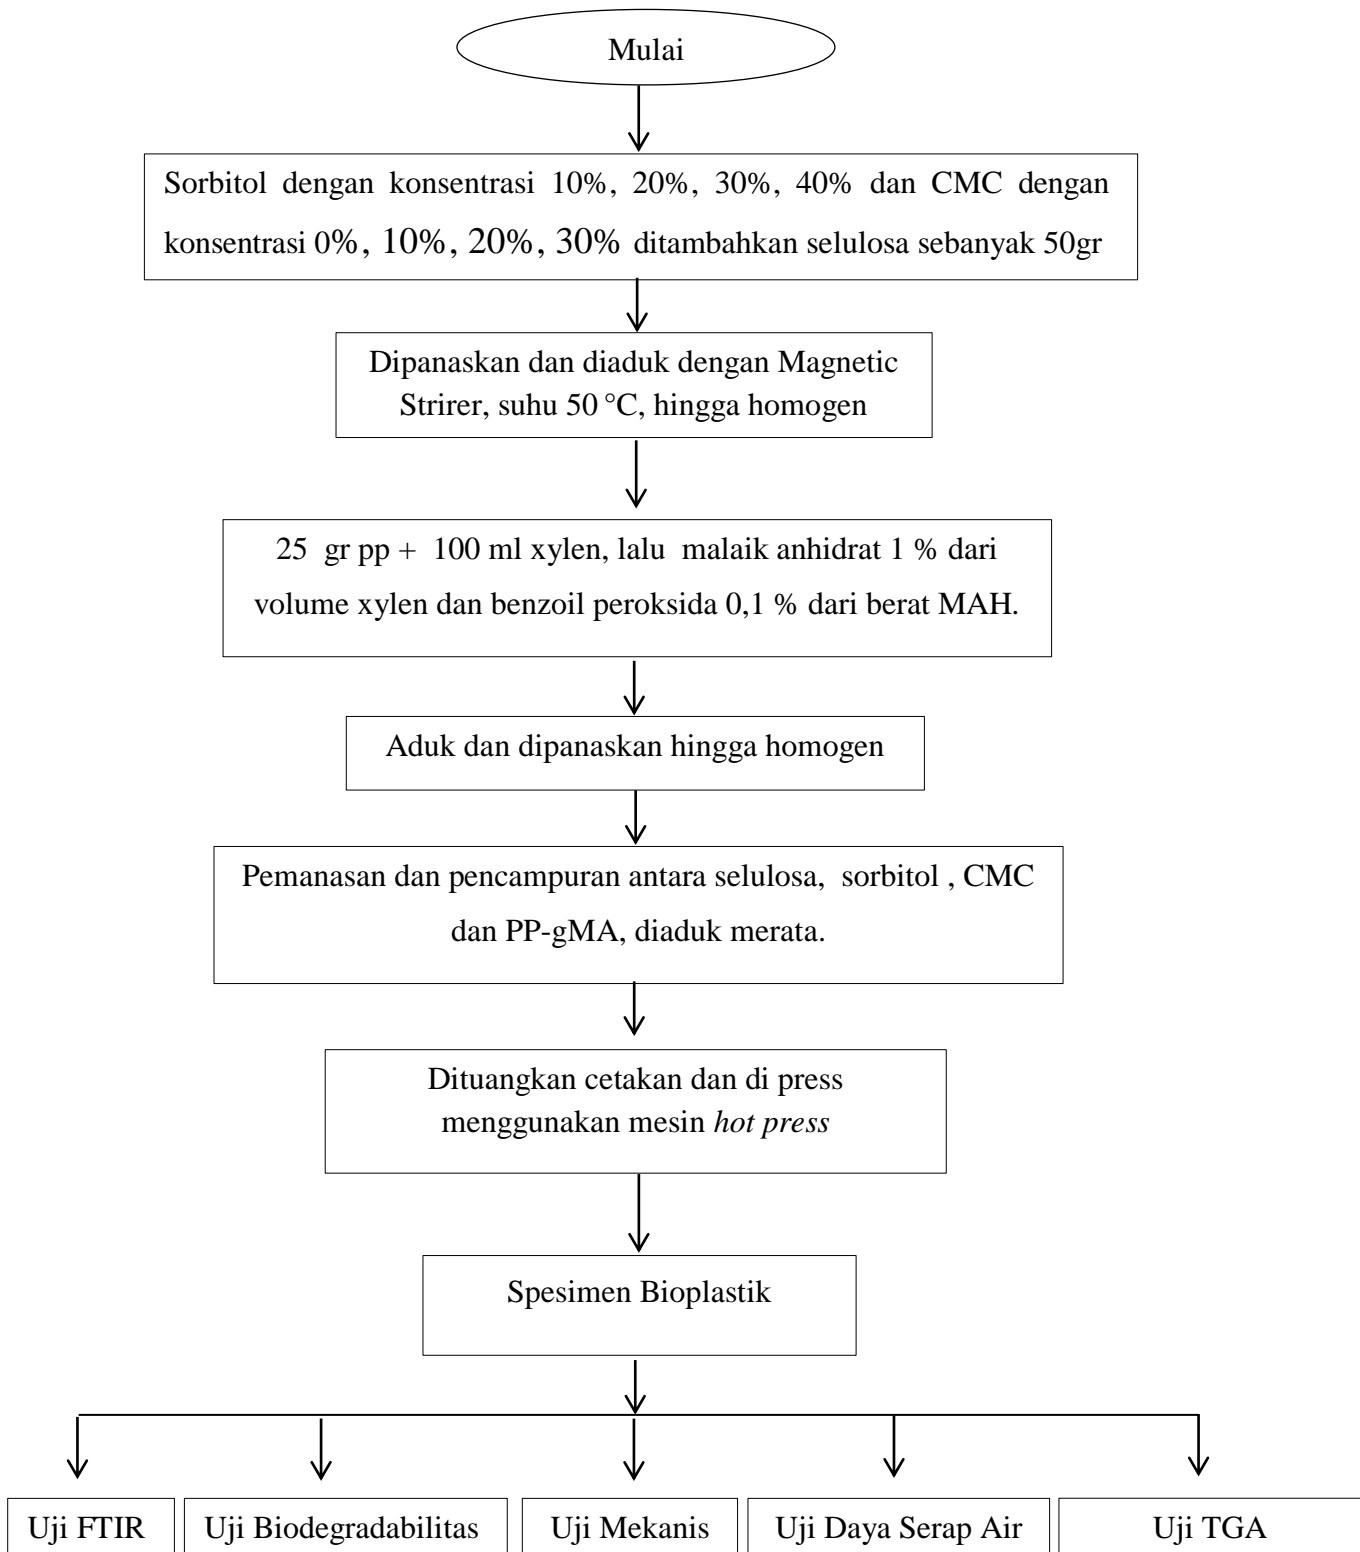 Mulai
Sorbitol dengan konsentrasi 10%, 20%, 30%, 40% dan CMC dengan
konsentrasi 0%, 10%, 20%, 30% ditambahkan selulosa sebanyak 50gr
Dipanaskan dan diaduk dengan Magnetic
Strirer, suhu 50 °C, hingga homogen
25 gr pp + 100 ml xylen, lalu malaik anhidrat 1 % dari
volume xylen dan benzoil peroksida 0,1 % dari berat MAH.
Aduk dan dipanaskan hingga homogen
Pemanasan dan pencampuran antara selulosa, sorbitol , CMC
dan PP-gMA, diaduk merata.
Dituangkan cetakan dan di press
menggunakan mesin hot press
Spesimen Bioplastik
Uji FTIR
Uji Biodegradabilitas
Uji Mekanis
Uji Daya Serap Air
Uji TGA